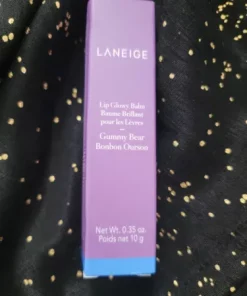 LANEIGE
Lip Glowy Balm
Baume Brillant
pour les Lèvres
Gummy Bear
Bonbon Ourson
Net Wt. 0.35 oz.
Poids net 10 g